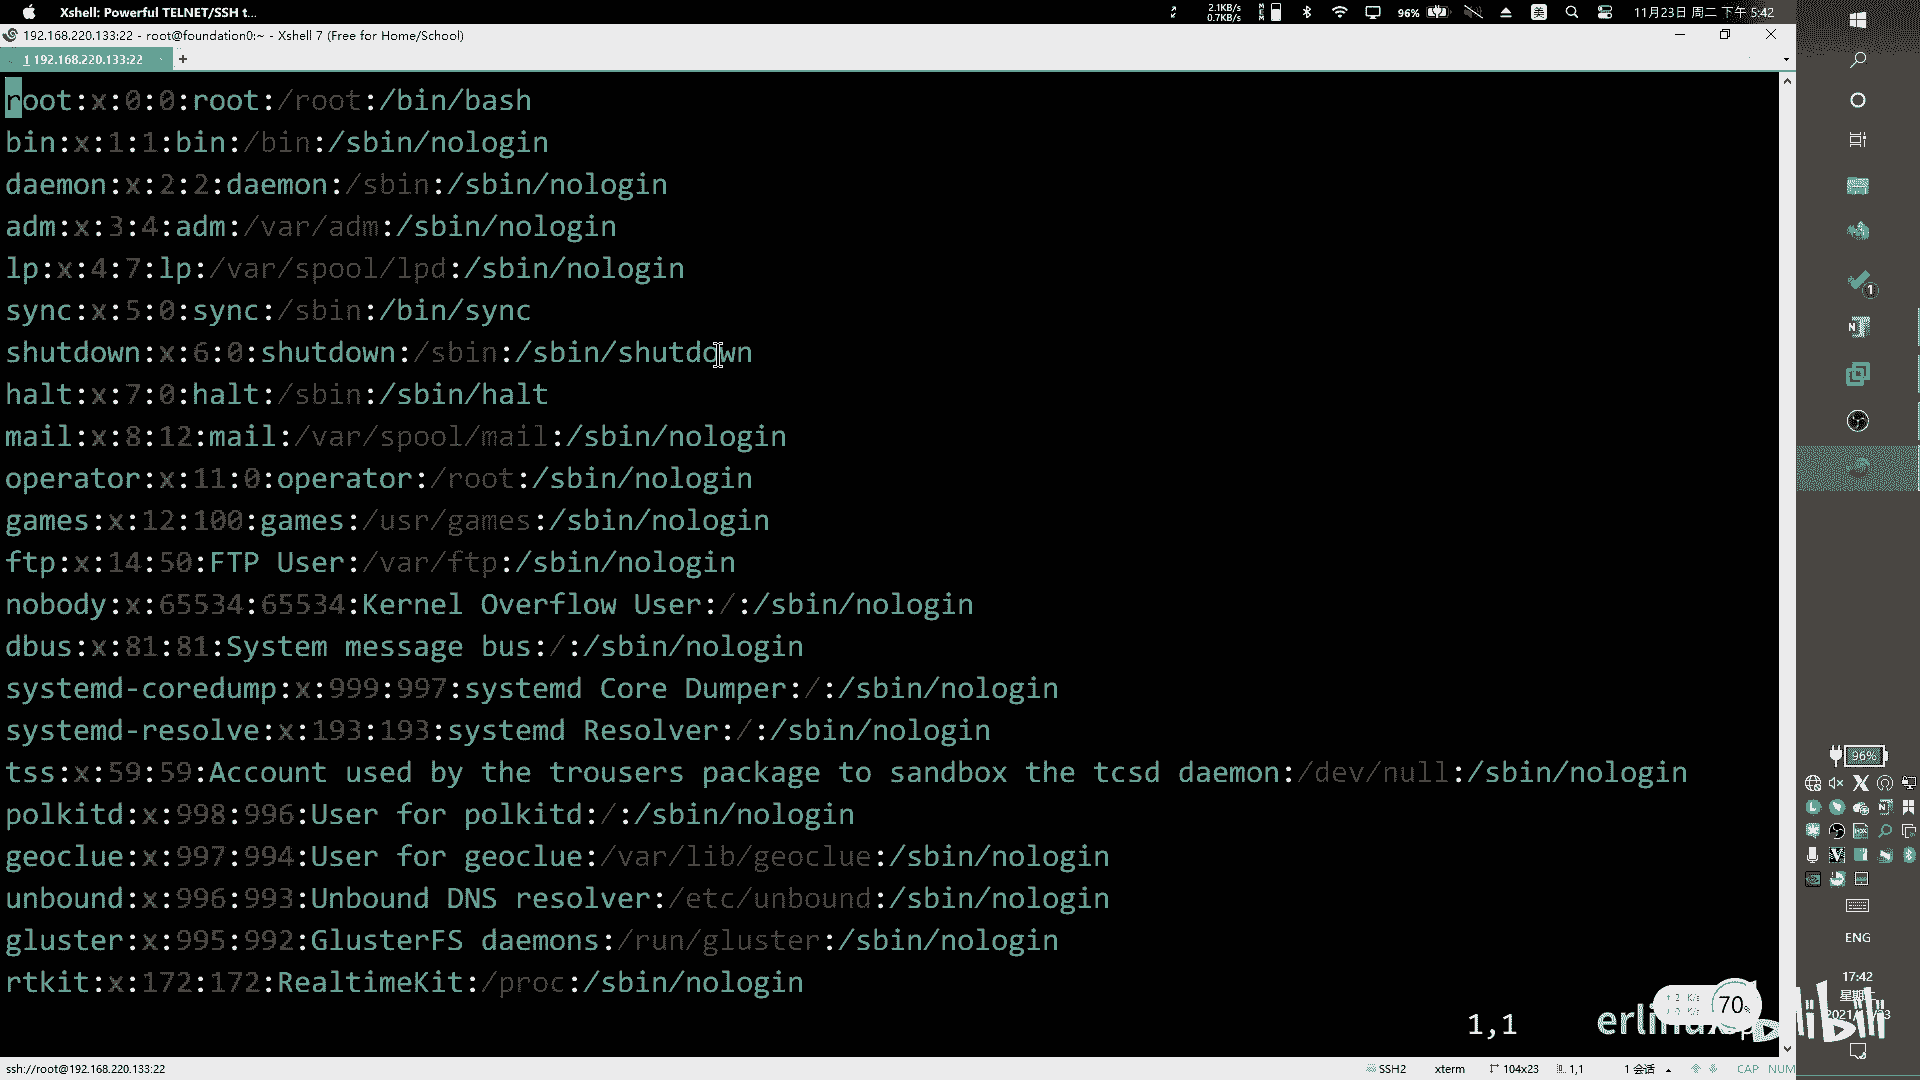 Xshell: Powerful TELNET/SSH t...
2.1KB/s
0.7KB/s
96%
美
11月23日 周二 下午 5:42
192.168.220.133:22 - root@foundation0:~ - Xshell 7 (Free for Home/School)
1 192.168.220.133:22
root:x:0:0:root:/root:/bin/bash
bin:x:1:1:bin:/bin:/sbin/nologin
daemon:x:2:2:daemon:/sbin:/sbin/nologin
adm:x:3:4:adm:/var/adm:/sbin/nologin
lp:x:4:7:lp:/var/spool/lpd:/sbin/nologin
sync:x:5:0:sync:/sbin:/bin/sync
shutdown:x:6:0:shutdown:/sbin:/sbin/shutdown
halt:x:7:0:halt:/sbin:/sbin/halt
mail:x:8:12:mail:/var/spool/mail:/sbin/nologin
operator:x:11:0:operator:/root:/sbin/nologin
games:x:12:100:games:/usr/games:/sbin/nologin
ftp:x:14:50:FTP User:/var/ftp:/sbin/nologin
nobody:x:65534:65534:Kernel Overflow User:/:/sbin/nologin
dbus:x:81:81:System message bus:/:/sbin/nologin
systemd-coredump:x:999:997:systemd Core Dumper:/:/sbin/nologin
systemd-resolve:x:193:193:systemd Resolver:/:/sbin/nologin
tss:x:59:59:Account used by the trousers package to sandbox the tcsd daemon:/dev/null:/sbin/nologin
polkitd:x:998:996:User for polkitd:/:/sbin/nologin
geoclue:x:997:994:User for geoclue:/var/lib/geoclue:/sbin/nologin
unbound:x:996:993:Unbound DNS resolver:/etc/unbound:/sbin/nologin
gluster:x:995:992:GlusterFS daemons:/run/gluster:/sbin/nologin
rtkit:x:172:172:RealtimeKit:/proc:/sbin/nologin
1,1
ssh://root@192.168.220.133:22
SSH2
xterm
104x23
1,1
1 会话
CAP
NUM
1
96%
ENG
17:42
70%
bilibili